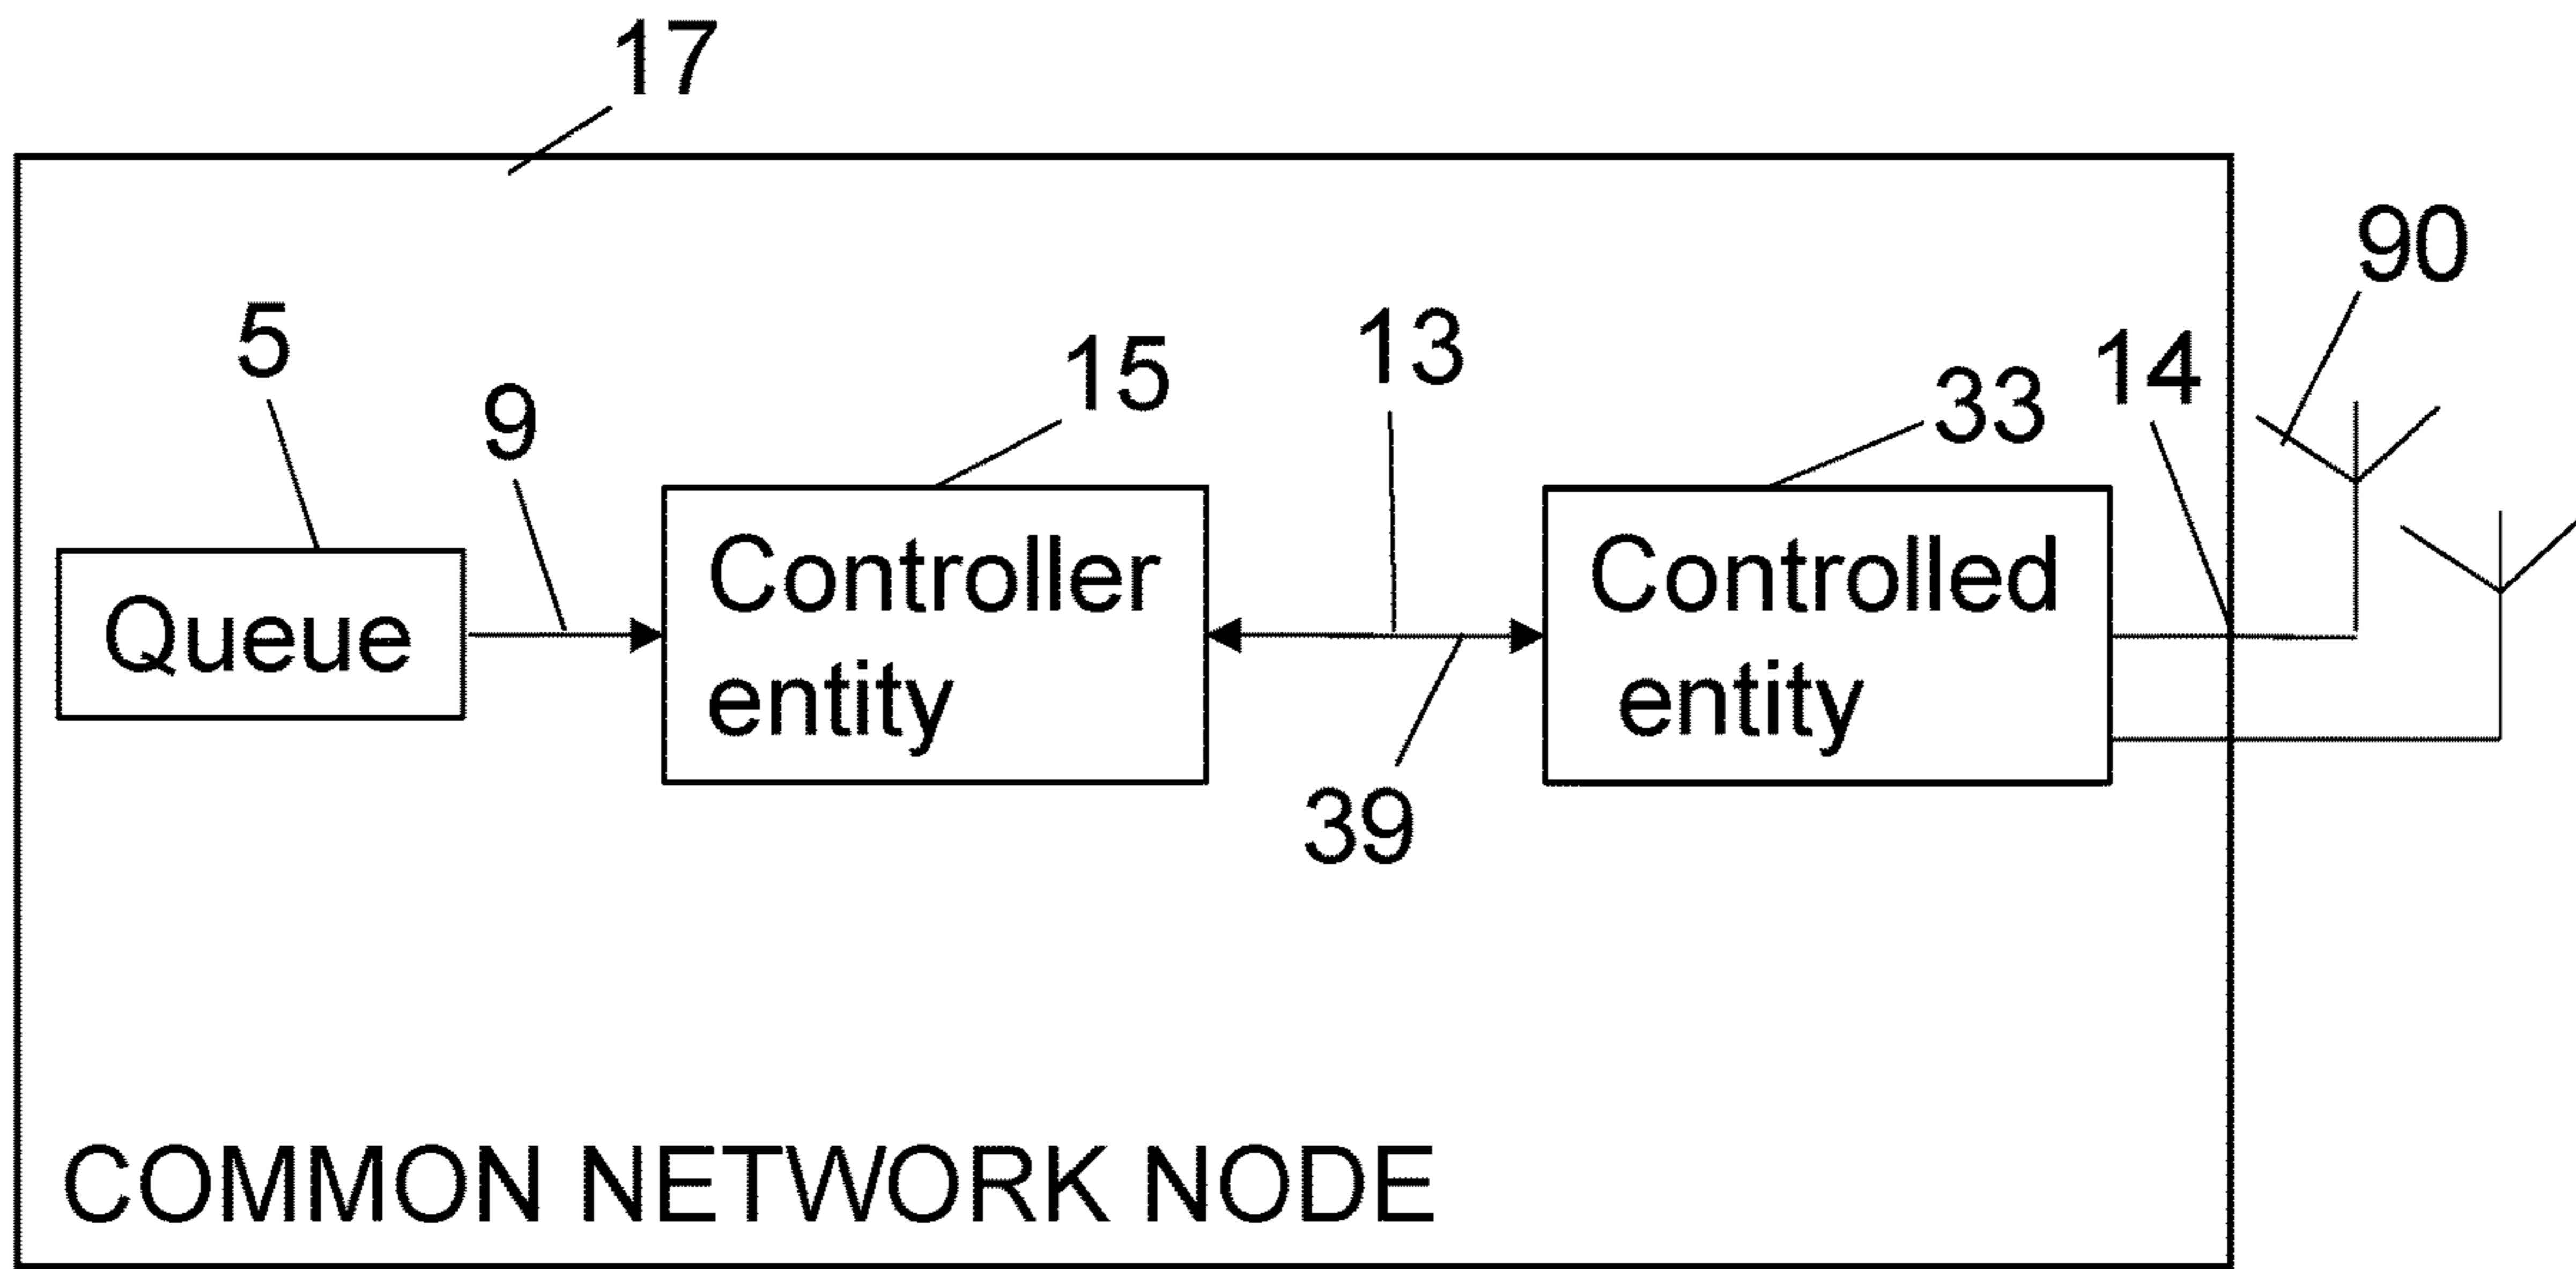 17
90
5
9
15
13
33
14
Queue
Controller
entity
Controlled
entity
39
COMMON NETWORK NODE